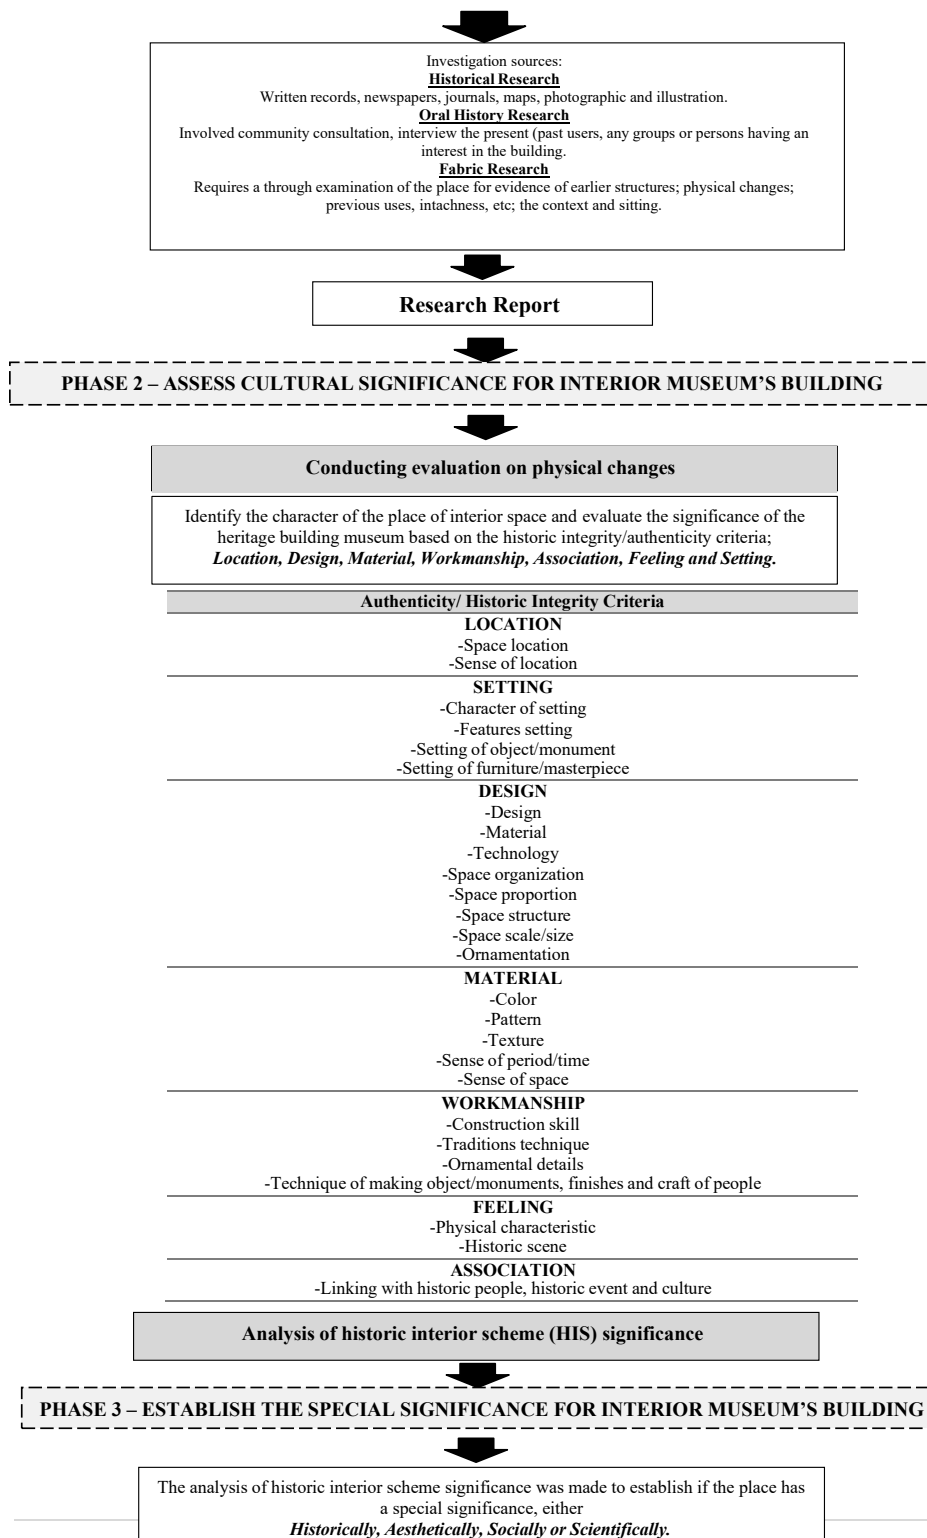 Investigation sources:
Historical Research
Written records, newspapers, journals, maps, photographic and illustration.
Oral History Research
Involved community consultation, interview the present (past users, any groups or persons having an
interest in the building.
Fabric Research
Requires a through examination of the place for evidence of earlier structures; physical changes;
previous uses, intachness, etc; the context and sitting.
Research Report
PHASE 2 – ASSESS CULTURAL SIGNIFICANCE FOR INTERIOR MUSEUM'S BUILDING
Conducting evaluation on physical changes
Identify the character of the place of interior space and evaluate the significance of the
heritage building museum based on the historic integrity/authenticity criteria;
Location, Design, Material, Workmanship, Association, Feeling and Setting.
Authenticity/ Historic Integrity Criteria
LOCATION
-Space location
-Sense of location
SETTING
-Character of setting
-Features setting
-Setting of object/monument
-Setting of furniture/masterpiece
DESIGN
-Design
-Material
-Technology
-Space organization
-Space proportion
-Space structure
-Space scale/size
-Ornamentation
MATERIAL
-Color
-Pattern
-Texture
-Sense of period/time
-Sense of space
WORKMANSHIP
-Construction skill
-Traditions technique
-Ornamental details
-Technique of making object/monuments, finishes and craft of people
FEELING
-Physical characteristic
-Historic scene
ASSOCIATION
-Linking with historic people, historic event and culture
Analysis of historic interior scheme (HIS) significance
PHASE 3 – ESTABLISH THE SPECIAL SIGNIFICANCE FOR INTERIOR MUSEUM'S BUILDING
The analysis of historic interior scheme significance was made to establish if the place has
a special significance, either
Historically, Aesthetically, Socially or Scientifically.